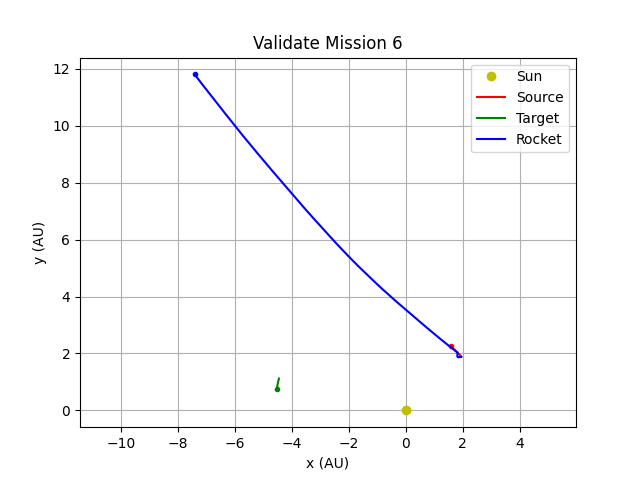 Validate Mission 6
Sun
Source
Target
Rocket
12
10
8
6
4
2
0
y (AU)
−10
−8
−6
−4
−2
0
2
4
x (AU)